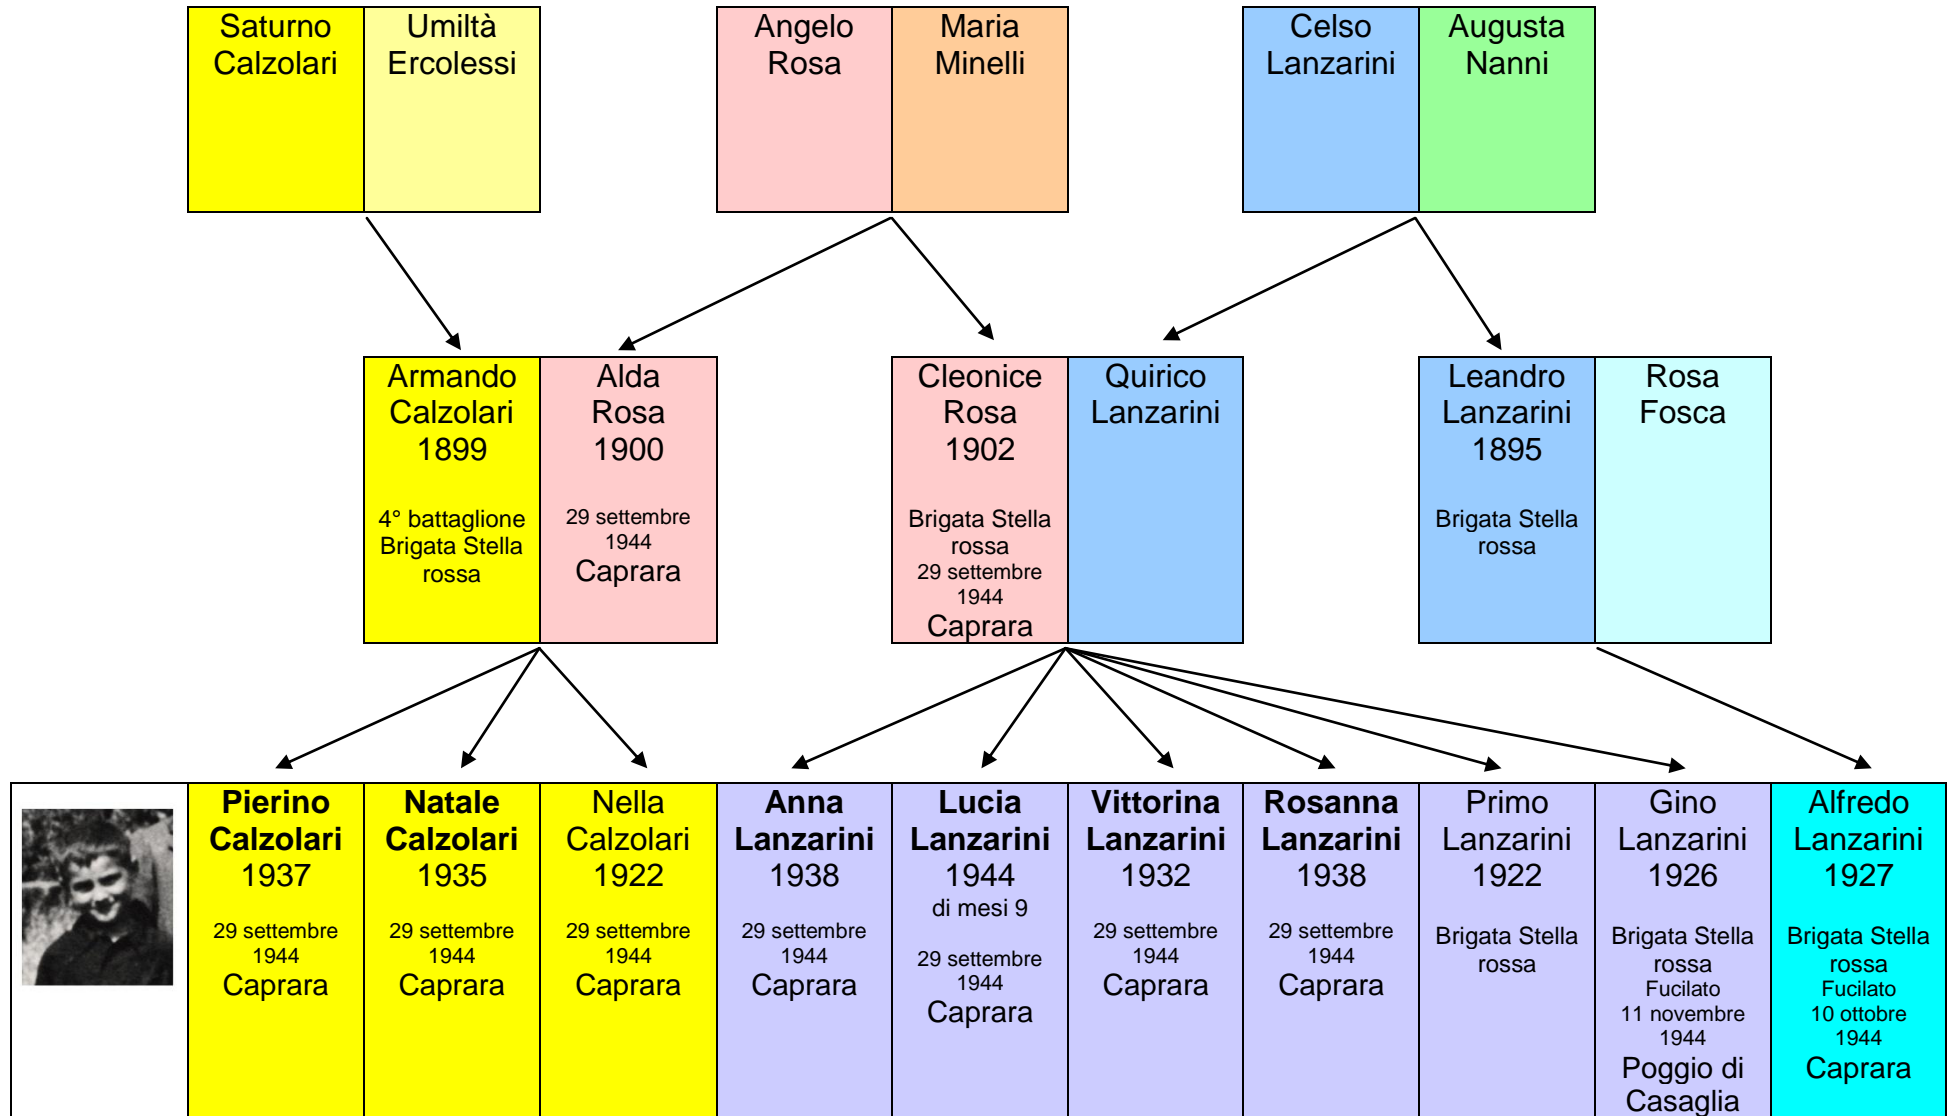 Saturno
Calzolari
Umiltà
Ercolessi
Angelo
Rosa
Maria
Minelli
Celso
Lanzarini
Augusta
Nanni
Armando
Calzolari
1899
4° battaglione
Brigata Stella
rossa
Alda
Rosa
1900
29 settembre
1944
Caprara
Cleonice
Rosa
1902
Brigata Stella
rossa
29 settembre
1944
Caprara
Quirico
Lanzarini
Leandro
Lanzarini
1895
Brigata Stella
rossa
Rosa
Fosca
Pierino
Calzolari
1937
29 settembre
1944
Caprara
Natale
Calzolari
1935
29 settembre
1944
Caprara
Nella
Calzolari
1922
29 settembre
1944
Caprara
Anna
Lanzarini
1938
29 settembre
1944
Caprara
Lucia
Lanzarini
1944
di mesi 9
29 settembre
1944
Caprara
Vittorina
Lanzarini
1932
29 settembre
1944
Caprara
Rosanna
Lanzarini
1938
29 settembre
1944
Caprara
Primo
Lanzarini
1922
Brigata Stella
rossa
Gino
Lanzarini
1926
Brigata Stella
rossa
Fucilato
11 novembre
1944
Poggio di
Casaglia
Alfredo
Lanzarini
1927
Brigata Stella
rossa
Fucilato
10 ottobre
1944
Caprara